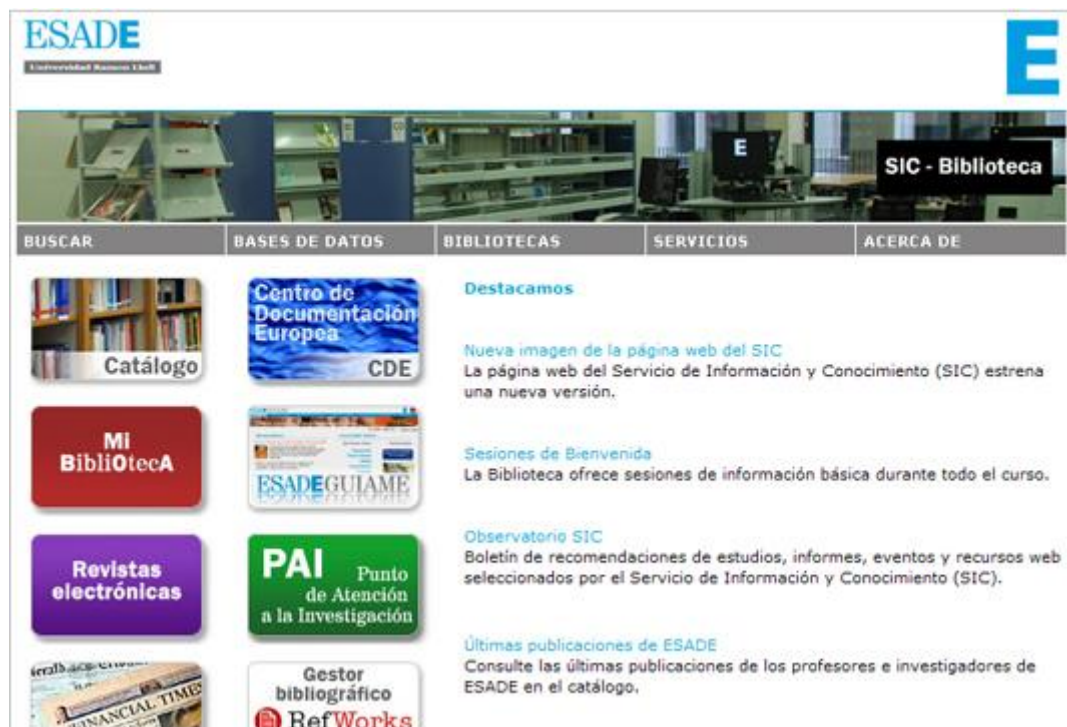 ESADE
Universidad Ramon Llull
E
E
SIC - Biblioteca
BUSCAR
BASES DE DATOS
BIBLIOTECAS
SERVICIOS
ACERCA DE
Catálogo
Centro de
Documentación
Europea
CDE
Mi
BibliOtecA
ESADEGUIAME
Revistas
electrónicas
PAI Punto
de Atención
a la Investigación
FINANCIAL TIMES
Gestor
bibliográfico
RefWorks
Destacamos
Nueva imagen de la página web del SIC
La página web del Servicio de Información y Conocimiento (SIC) estrena
una nueva versión.
Sesiones de Bienvenida
La Biblioteca ofrece sesiones de información básica durante todo el curso.
Observatorio SIC
Boletín de recomendaciones de estudios, informes, eventos y recursos web
seleccionados por el Servicio de Información y Conocimiento (SIC).
Últimas publicaciones de ESADE
Consulte las últimas publicaciones de los profesores e investigadores de
ESADE en el catálogo.